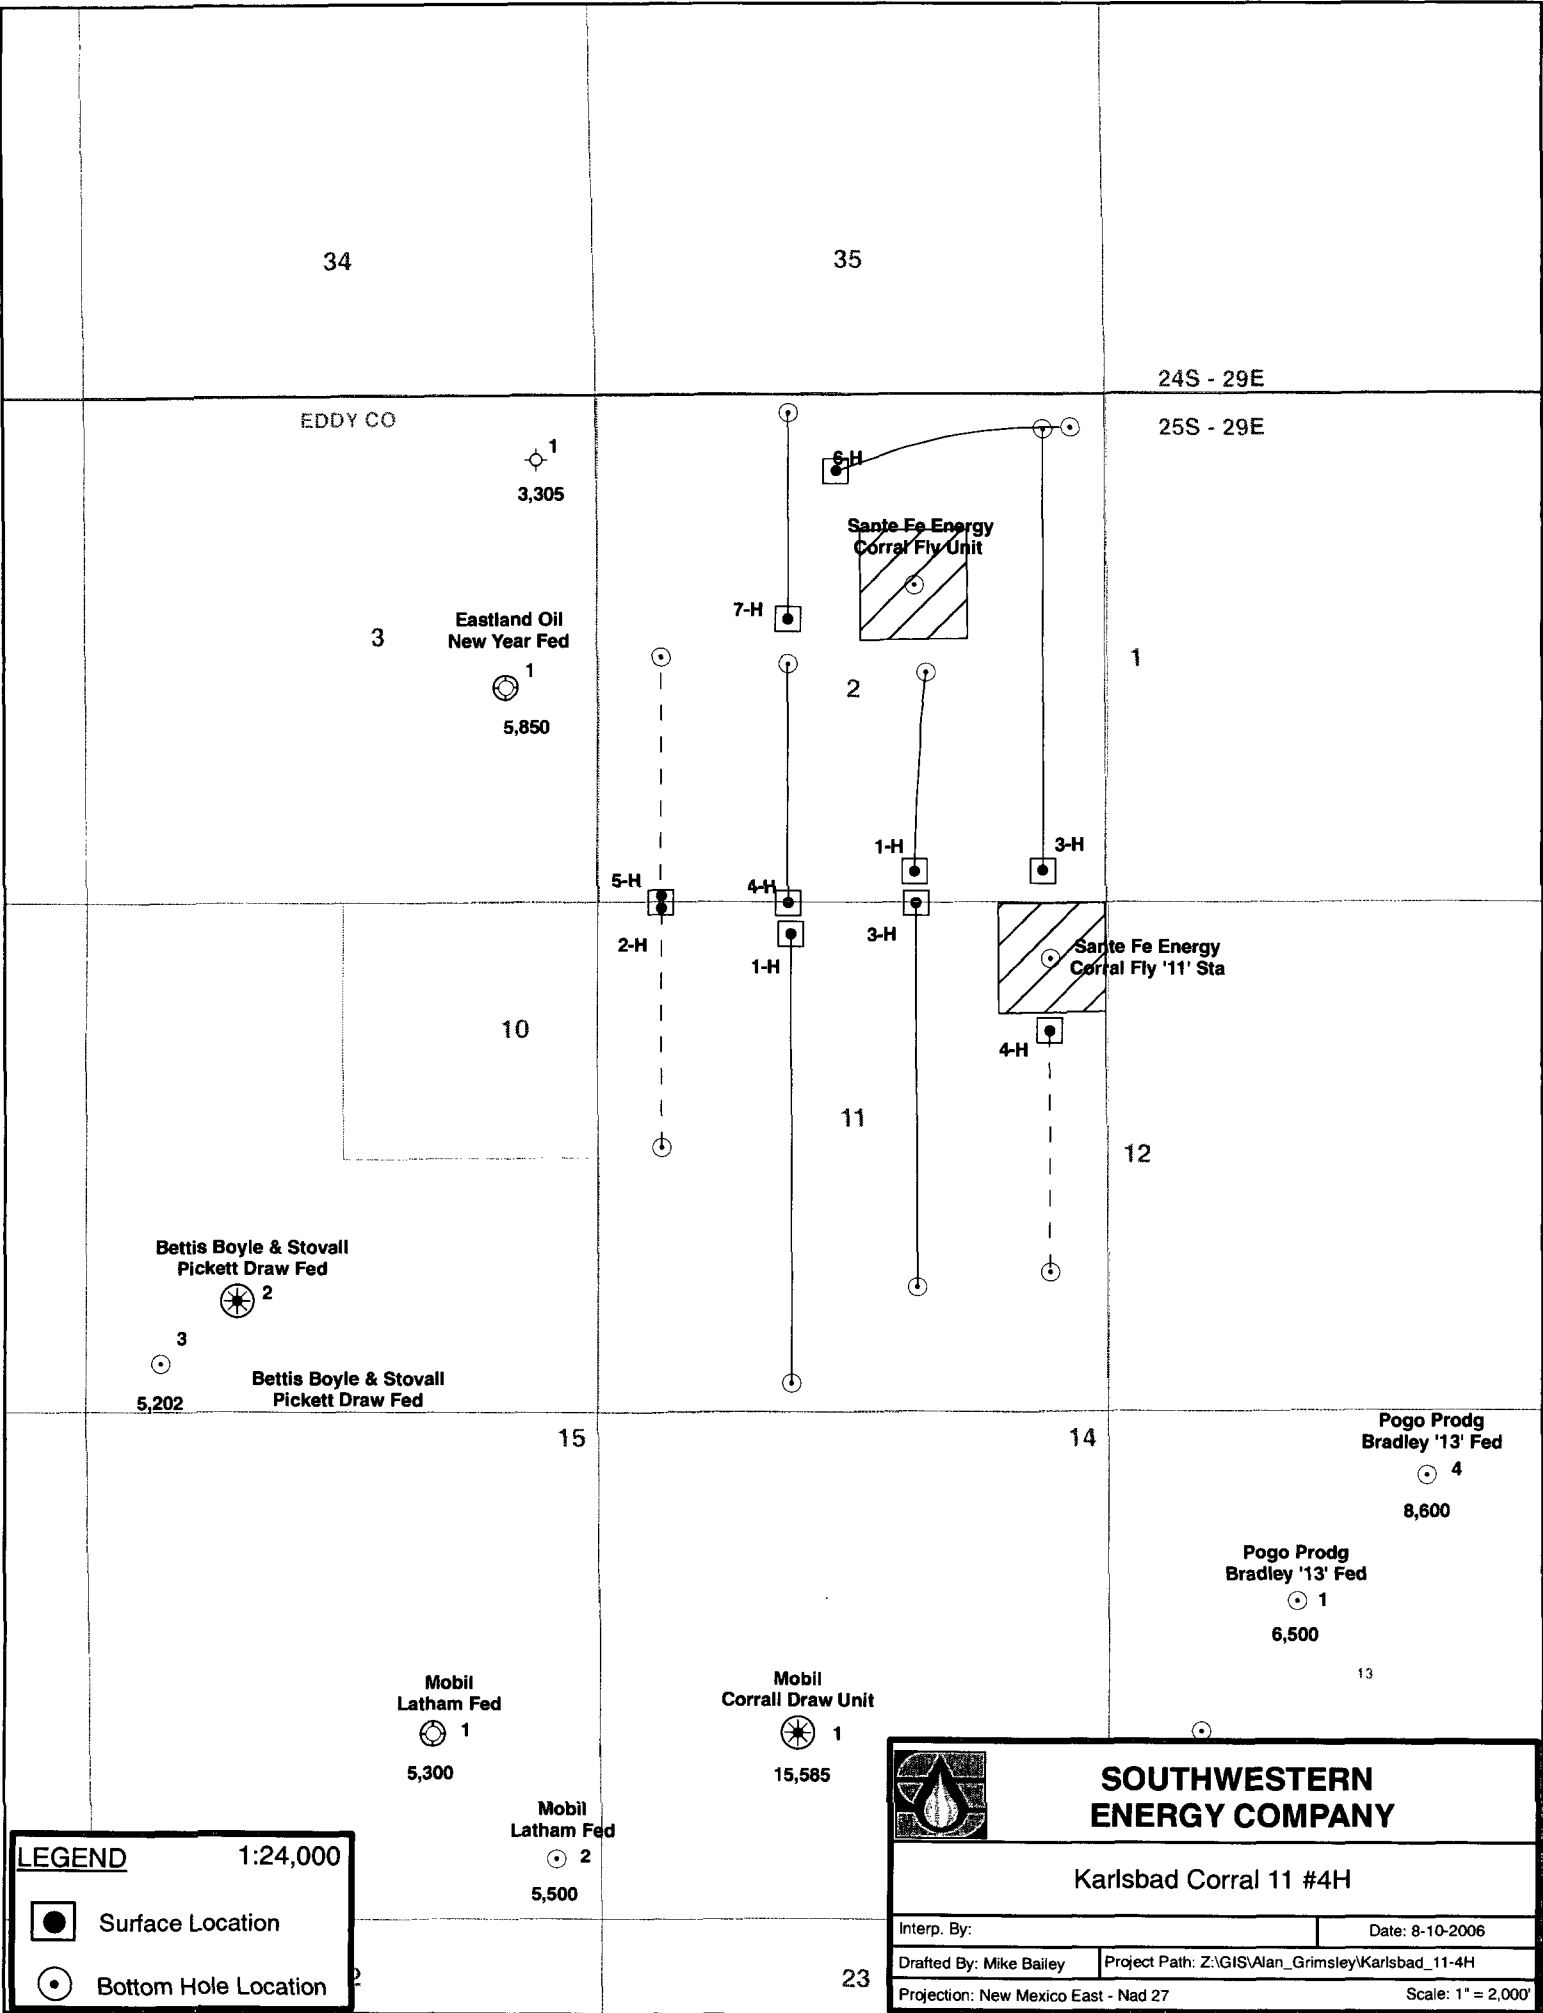 34
35
24S - 29E
EDDY CO
25S - 29E
1
3,305
6-H
Sante Fe Energy
Corral Fly Unit
7-H
Eastland Oil
New Year Fed
3
1
5,850
2
1
1-H
3-H
5-H
4-H
2-H
3-H
1-H
Sante Fe Energy
Corral Fly '11' Sta
10
4-H
11
12
Bettis Boyle & Stovall
Pickett Draw Fed
2
3
5,202
Bettis Boyle & Stovall
Pickett Draw Fed
15
14
Pogo Prodg
Bradley '13' Fed
4
8,600
Pogo Prodg
Bradley '13' Fed
1
6,500
13
Mobil
Latham Fed
1
5,300
Mobil
Corrall Draw Unit
1
15,585
Mobil
Latham Fed
2
5,500
23
LEGEND 1:24,000
Surface Location
Bottom Hole Location
SOUTHWESTERN
ENERGY COMPANY
Karlsbad Corral 11 #4H
Interp. By:
Date: 8-10-2006
Drafted By: Mike Bailey
Project Path: Z:\GIS\Alan_Grimsley\Karlsbad_11-4H
Projection: New Mexico East - Nad 27
Scale: 1" = 2,000'